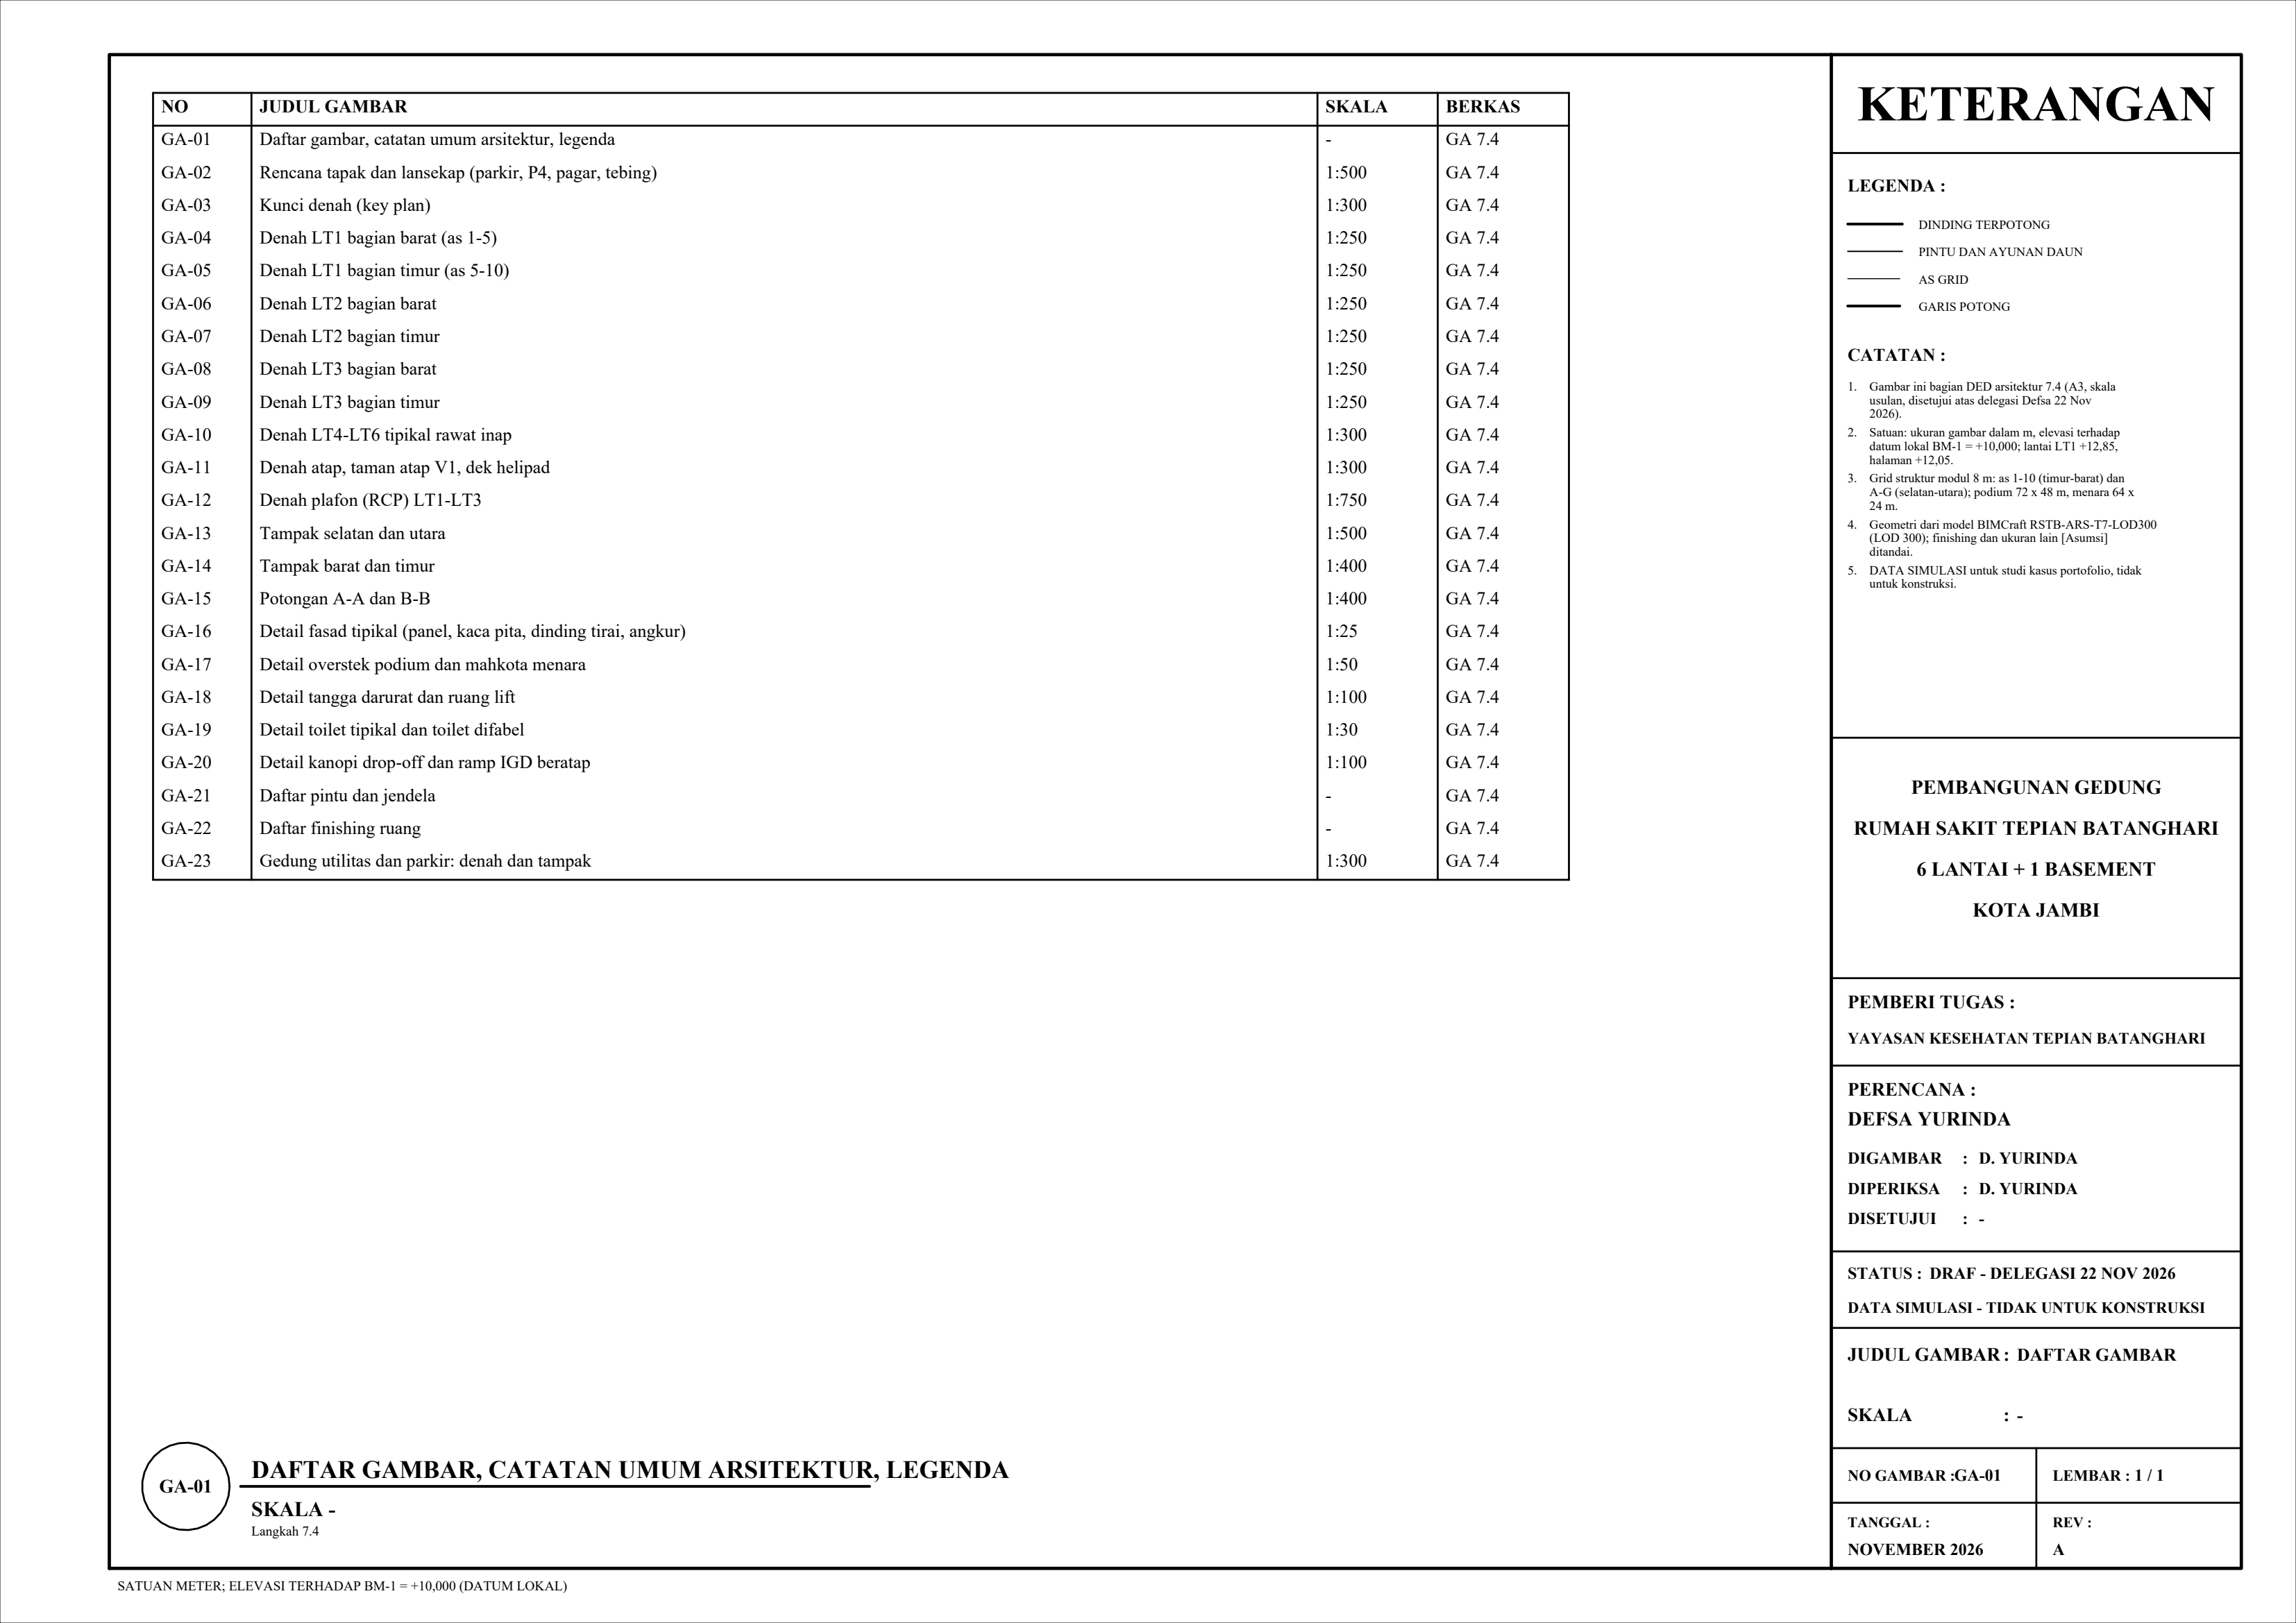 NO JUDUL GAMBAR SKALA BERKAS
GA-01 Daftar gambar, catatan umum arsitektur, legenda - GA 7.4
GA-02 Rencana tapak dan lansekap (parkir, P4, pagar, tebing) 1:500 GA 7.4
GA-03 Kunci denah (key plan) 1:300 GA 7.4
GA-04 Denah LT1 bagian barat (as 1-5) 1:250 GA 7.4
GA-05 Denah LT1 bagian timur (as 5-10) 1:250 GA 7.4
GA-06 Denah LT2 bagian barat 1:250 GA 7.4
GA-07 Denah LT2 bagian timur 1:250 GA 7.4
GA-08 Denah LT3 bagian barat 1:250 GA 7.4
GA-09 Denah LT3 bagian timur 1:250 GA 7.4
GA-10 Denah LT4-LT6 tipikal rawat inap 1:300 GA 7.4
GA-11 Denah atap, taman atap V1, dek helipad 1:300 GA 7.4
GA-12 Denah plafon (RCP) LT1-LT3 1:750 GA 7.4
GA-13 Tampak selatan dan utara 1:500 GA 7.4
GA-14 Tampak barat dan timur 1:400 GA 7.4
GA-15 Potongan A-A dan B-B 1:400 GA 7.4
GA-16 Detail fasad tipikal (panel, kaca pita, dinding tirai, angkur) 1:25 GA 7.4
GA-17 Detail overstek podium dan mahkota menara 1:50 GA 7.4
GA-18 Detail tangga darurat dan ruang lift 1:100 GA 7.4
GA-19 Detail toilet tipikal dan toilet difabel 1:30 GA 7.4
GA-20 Detail kanopi drop-off dan ramp IGD beratap 1:100 GA 7.4
GA-21 Daftar pintu dan jendela - GA 7.4
GA-22 Daftar finishing ruang - GA 7.4
GA-23 Gedung utilitas dan parkir: denah dan tampak 1:300 GA 7.4
GA-01
DAFTAR GAMBAR, CATATAN UMUM ARSITEKTUR, LEGENDA
SKALA -
Langkah 7.4
SATUAN METER; ELEVASI TERHADAP BM-1 = +10,000 (DATUM LOKAL)
KETERANGAN
LEGENDA :
DINDING TERPOTONG
PINTU DAN AYUNAN DAUN
AS GRID
GARIS POTONG
CATATAN :
1. Gambar ini bagian DED arsitektur 7.4 (A3, skala
usulan, disetujui atas delegasi Defsa 22 Nov
2026).
2. Satuan: ukuran gambar dalam m, elevasi terhadap
datum lokal BM-1 = +10,000; lantai LT1 +12,85,
halaman +12,05.
3. Grid struktur modul 8 m: as 1-10 (timur-barat) dan
A-G (selatan-utara); podium 72 x 48 m, menara 64 x
24 m.
4. Geometri dari model BIMCraft RSTB-ARS-T7-LOD300
(LOD 300); finishing dan ukuran lain [Asumsi]
ditandai.
5. DATA SIMULASI untuk studi kasus portofolio, tidak
untuk konstruksi.
PEMBANGUNAN GEDUNG
RUMAH SAKIT TEPIAN BATANGHARI
6 LANTAI + 1 BASEMENT
KOTA JAMBI
PEMBERI TUGAS :
YAYASAN KESEHATAN TEPIAN BATANGHARI
PERENCANA :
DEFSA YURINDA
DIGAMBAR : D. YURINDA
DIPERIKSA : D. YURINDA
DISETUJUI : -
STATUS : DRAF - DELEGASI 22 NOV 2026
DATA SIMULASI - TIDAK UNTUK KONSTRUKSI
JUDUL GAMBAR : DAFTAR GAMBAR
SKALA : -
NO GAMBAR :GA-01 LEMBAR : 1 / 1
TANGGAL : REV :
NOVEMBER 2026 A